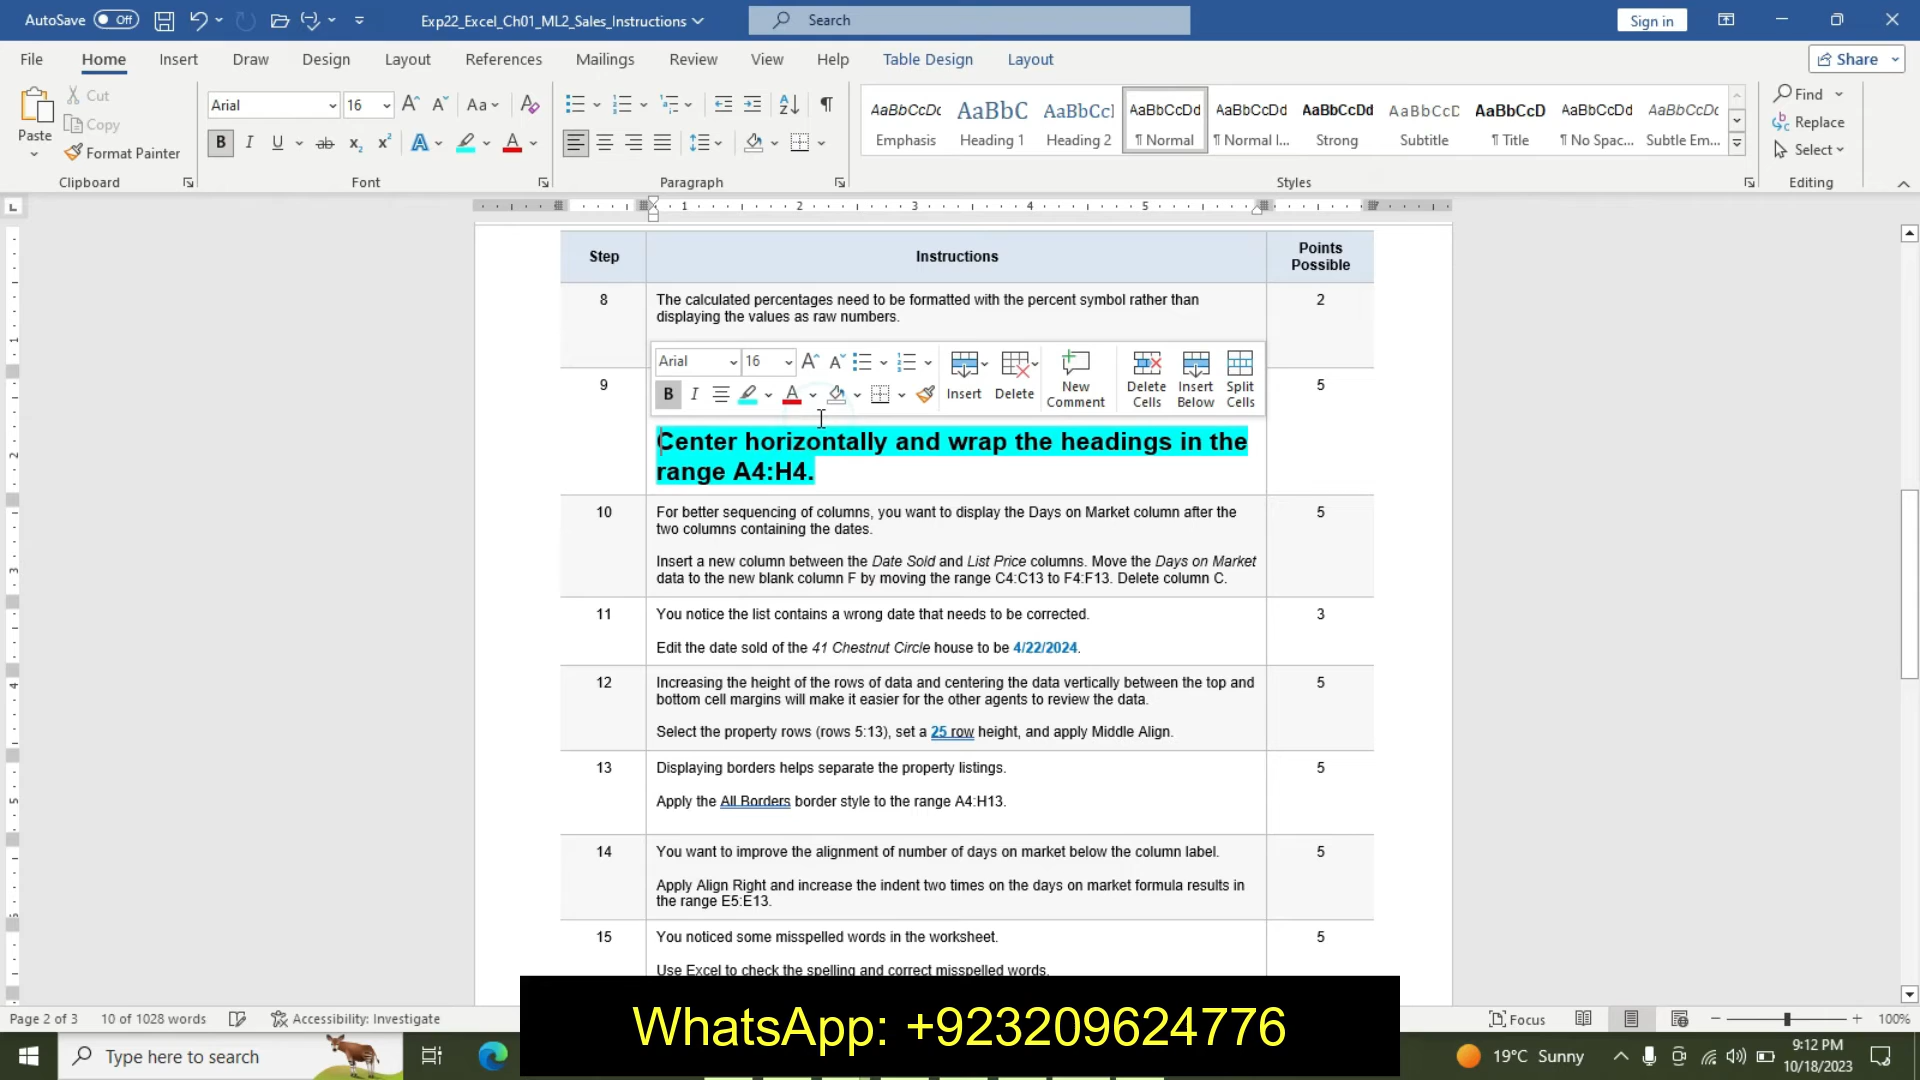 AutoSave Off Exp22_Excel_Ch01_ML2_Sales_Instructions Search Sign in
File Home Insert Draw Design Layout References Mailings Review View Help Table Design Layout Share
Paste Cut Copy Format Painter
Arial 16 Aa
B I U ab x₂ x² A A
AaBbCcDc AaBbC AaBbCcI AaBbCcDd AaBbCcDd AaBbCcDd AaBbCcD AaBbCcD AaBbCcDd AaBbCcDc
Emphasis Heading 1 Heading 2 ¶ Normal ¶ Normal I... Strong Subtitle ¶ Title ¶ No Spac... Subtle Em...
Find
Replace
Select
Clipboard Font Paragraph Styles Editing
1 2 3 4 5
Step Instructions Points Possible
8 The calculated percentages need to be formatted with the percent symbol rather than 2
displaying the values as raw numbers.
Arial 16 Insert Delete New Comment Delete Cells Insert Below Split Cells
B I A
9 5
Center horizontally and wrap the headings in the
range A4:H4.
10 For better sequencing of columns, you want to display the Days on Market column after the 5
two columns containing the dates.
Insert a new column between the Date Sold and List Price columns. Move the Days on Market
data to the new blank column F by moving the range C4:C13 to F4:F13. Delete column C.
11 You notice the list contains a wrong date that needs to be corrected. 3
Edit the date sold of the 41 Chestnut Circle house to be 4/22/2024.
12 Increasing the height of the rows of data and centering the data vertically between the top and 5
bottom cell margins will make it easier for the other agents to review the data.
Select the property rows (rows 5:13), set a 25 row height, and apply Middle Align.
13 Displaying borders helps separate the property listings. 5
Apply the All Borders border style to the range A4:H13.
14 You want to improve the alignment of number of days on market below the column label. 5
Apply Align Right and increase the indent two times on the days on market formula results in
the range E5:E13.
15 You noticed some misspelled words in the worksheet. 5
Use Excel to check the spelling and correct misspelled words.
WhatsApp: +923209624776
Page 2 of 3 10 of 1028 words Accessibility: Investigate Focus 100%
Type here to search 19°C Sunny 9:12 PM
10/18/2023